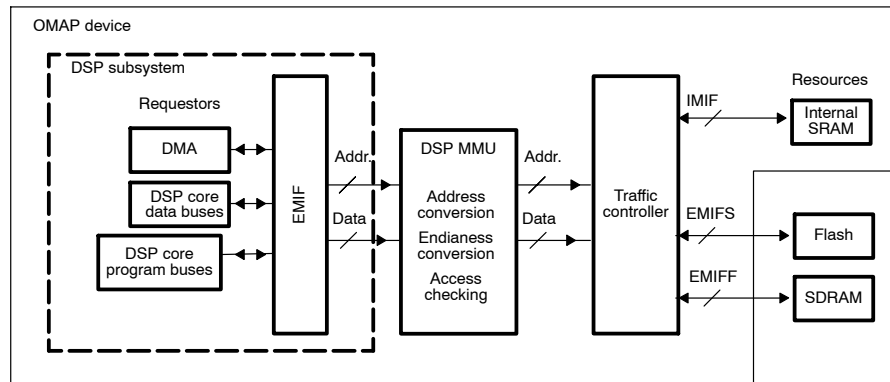 OMAP device
DSP subsystem
Requestors
DMA
DSP core
data buses
DSP core
program buses
EMIF
Addr.
Data
DSP MMU
Address
conversion
Endianess
conversion
Access
checking
Addr.
Data
Traffic
controller
IMIF
EMIFS
EMIFF
Resources
Internal
SRAM
Flash
SDRAM